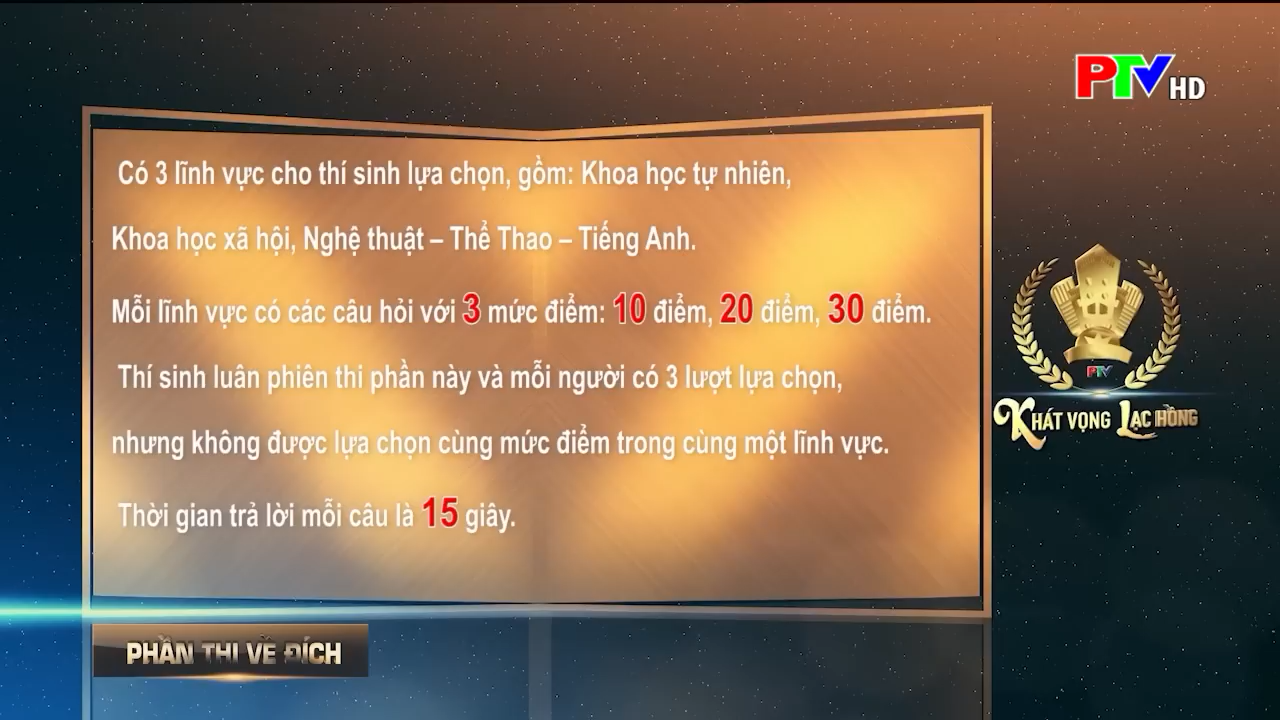 PTV HD
Có 3 lĩnh vực cho thí sinh lựa chọn, gồm: Khoa học tự nhiên,
Khoa học xã hội, Nghệ thuật – Thể Thao – Tiếng Anh.
Mỗi lĩnh vực có các câu hỏi với 3 mức điểm: 10 điểm, 20 điểm, 30 điểm.
Thí sinh luân phiên thi phần này và mỗi người có 3 lượt lựa chọn,
nhưng không được lựa chọn cùng mức điểm trong cùng một lĩnh vực.
Thời gian trả lời mỗi câu là 15 giây.
PTV
KHÁT VỌNG LẠC HỒNG
PHẦN THI VỀ ĐÍCH